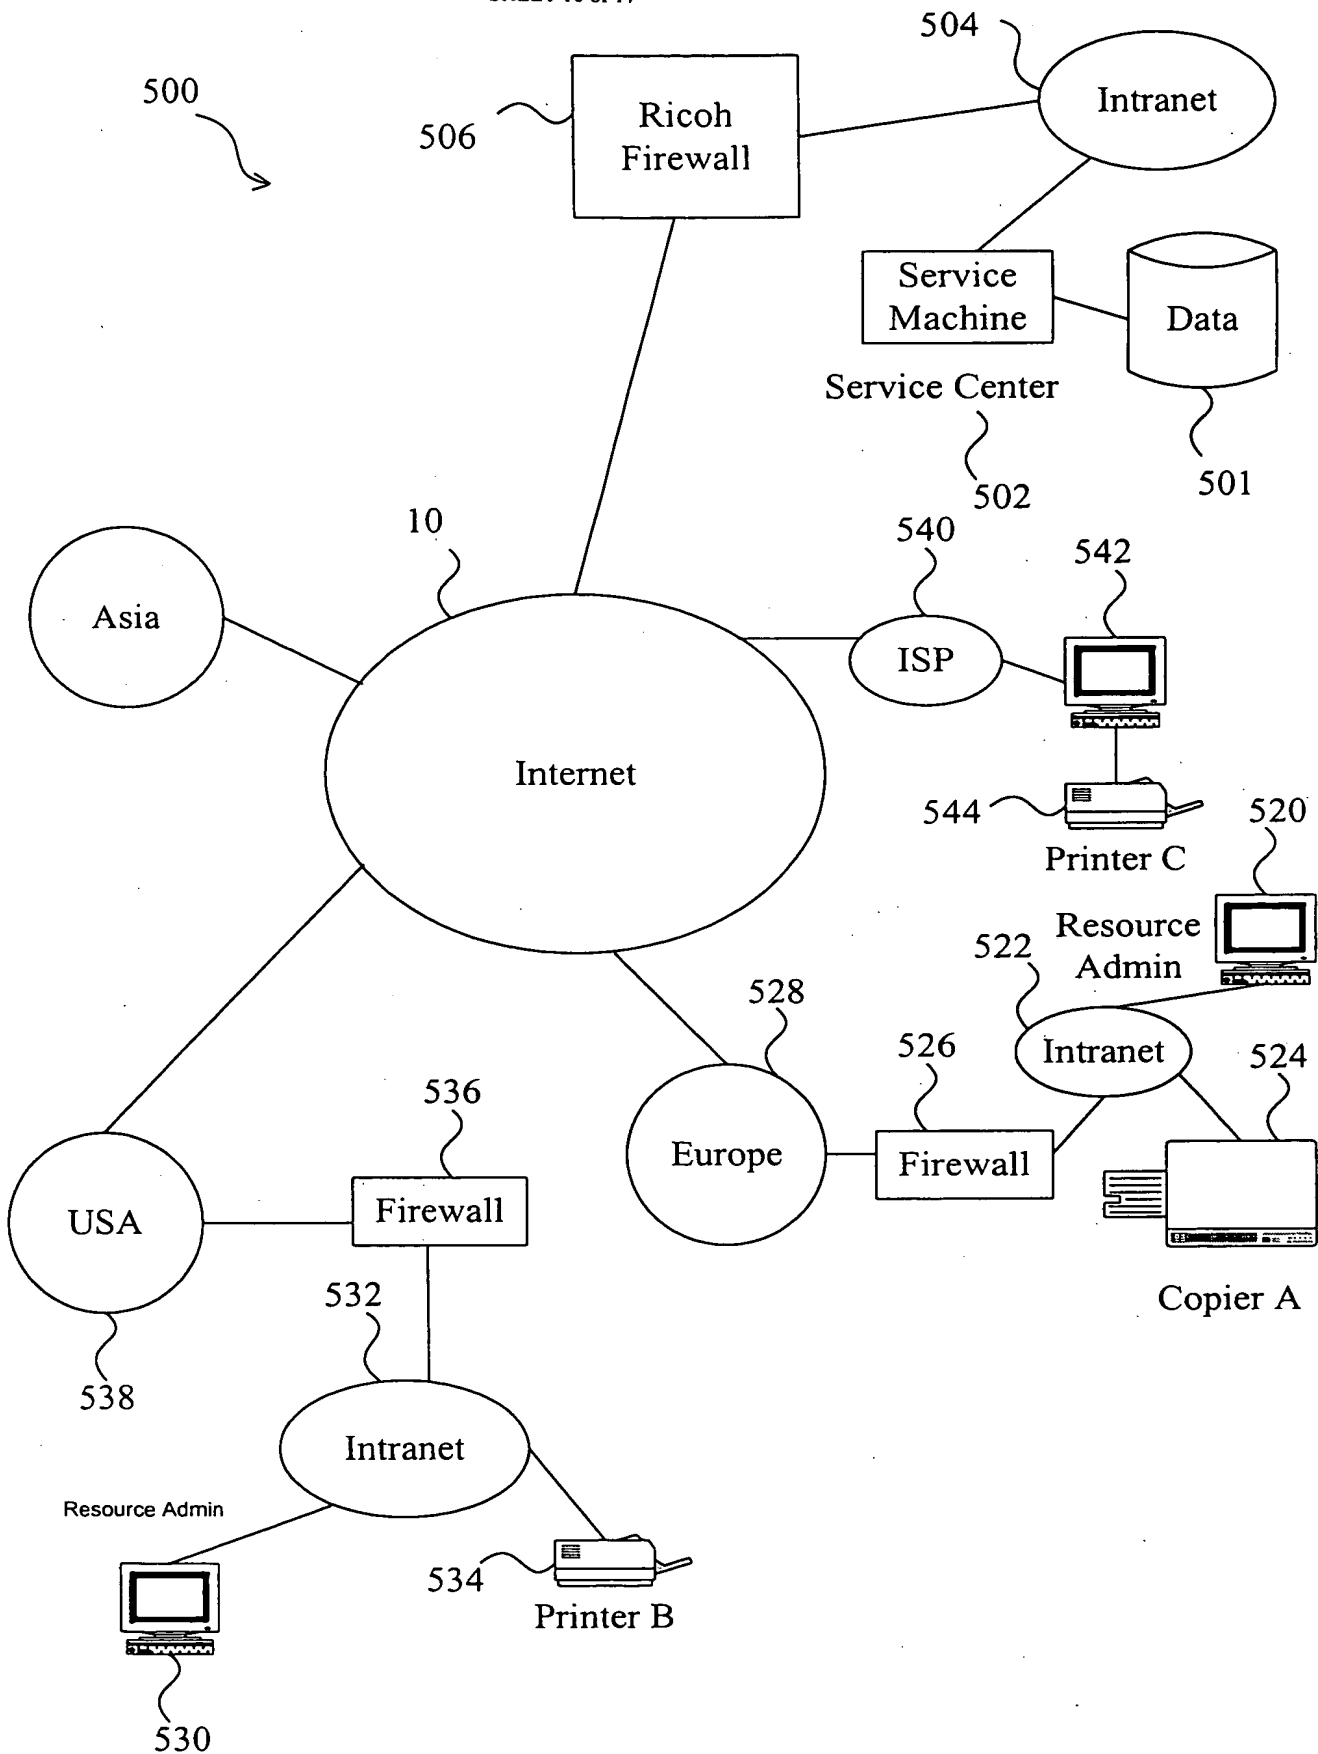 504
500
506
Ricoh
Firewall
Intranet
Service
Machine
Data
Service Center
502
501
10
540
542
Asia
ISP
Internet
544
Printer C
520
Resource
Admin
522
528
526
Intranet
524
536
Europe
Firewall
USA
Firewall
532
Copier A
538
Intranet
Resource Admin
534
Printer B
530